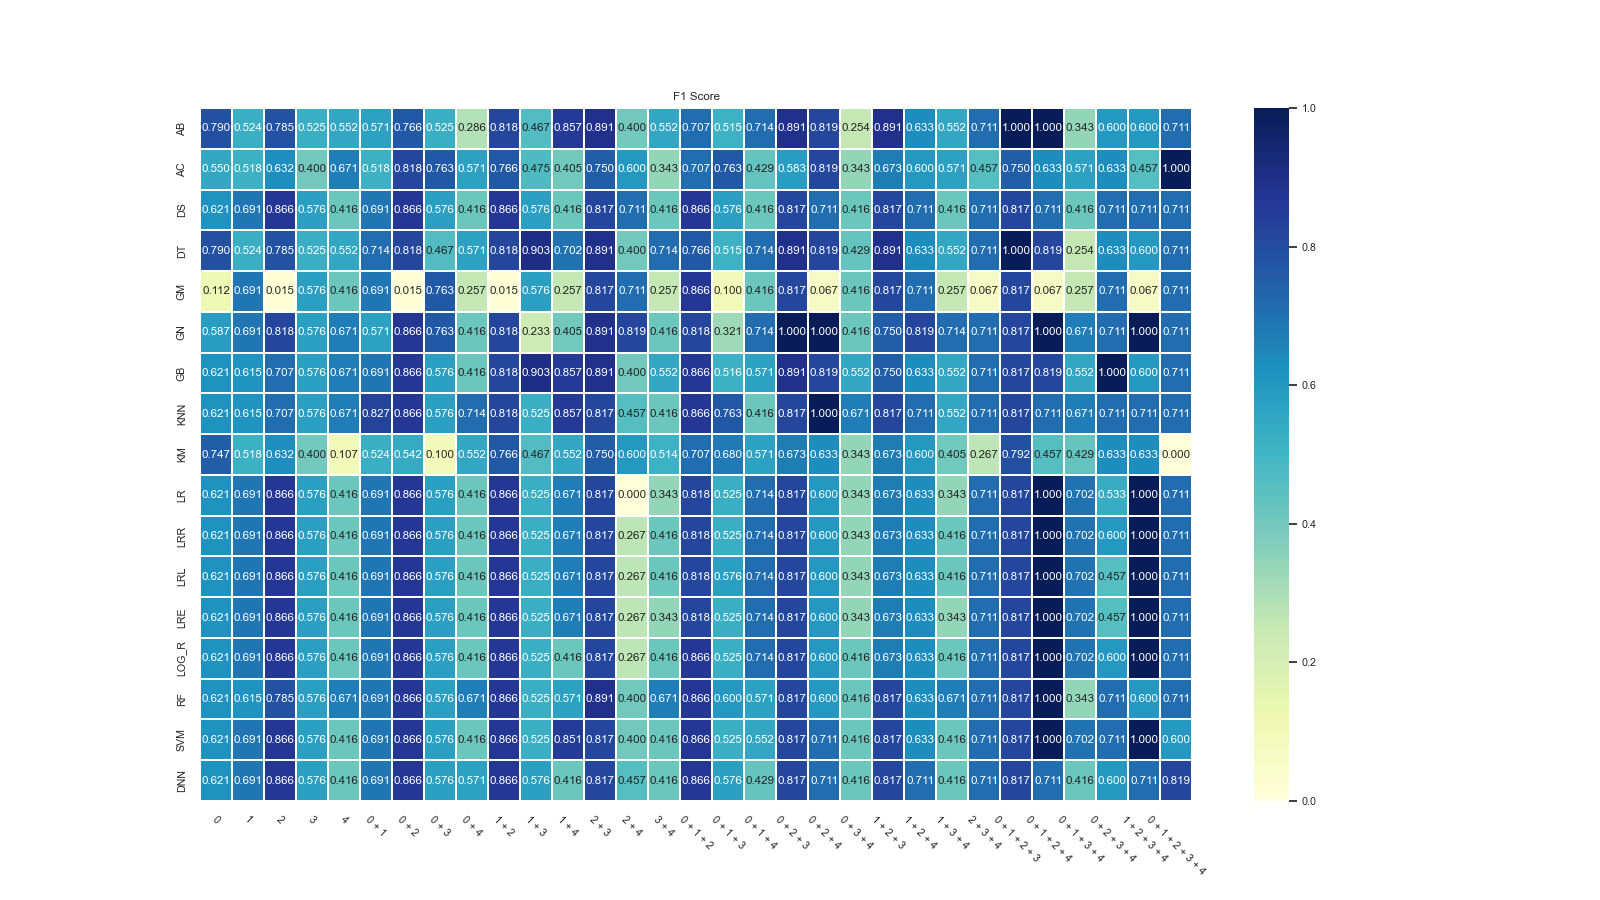 F1 Score
AB 0.790 0.524 0.785 0.525 0.552 0.571 0.766 0.525 0.286 0.818 0.467 0.857 0.891 0.400 0.552 0.707 0.515 0.714 0.891 0.819 0.254 0.891 0.633 0.552 0.711 1.000 1.000 0.343 0.600 0.600 0.711
AC 0.550 0.518 0.632 0.400 0.671 0.518 0.818 0.763 0.571 0.766 0.475 0.405 0.750 0.600 0.343 0.707 0.763 0.429 0.583 0.819 0.343 0.673 0.600 0.571 0.457 0.750 0.633 0.571 0.633 0.457 1.000
DS 0.621 0.691 0.866 0.576 0.416 0.691 0.866 0.576 0.416 0.866 0.576 0.416 0.817 0.711 0.416 0.866 0.576 0.416 0.817 0.711 0.416 0.817 0.711 0.416 0.711 0.817 0.711 0.416 0.711 0.711 0.711
DT 0.790 0.524 0.785 0.525 0.552 0.714 0.818 0.467 0.571 0.818 0.903 0.702 0.891 0.400 0.714 0.766 0.515 0.714 0.891 0.819 0.429 0.891 0.633 0.552 0.711 1.000 0.819 0.254 0.633 0.600 0.711
GM 0.112 0.691 0.015 0.576 0.416 0.691 0.015 0.763 0.257 0.015 0.576 0.257 0.817 0.711 0.257 0.866 0.100 0.416 0.817 0.067 0.416 0.817 0.711 0.257 0.067 0.817 0.067 0.257 0.711 0.067 0.711
GN 0.587 0.691 0.818 0.576 0.671 0.571 0.866 0.763 0.416 0.818 0.233 0.405 0.891 0.819 0.416 0.818 0.321 0.714 1.000 1.000 0.416 0.750 0.819 0.714 0.711 0.817 1.000 0.671 0.711 1.000 0.711
GB 0.621 0.615 0.707 0.576 0.671 0.691 0.866 0.576 0.416 0.818 0.903 0.857 0.891 0.400 0.552 0.866 0.516 0.571 0.891 0.819 0.552 0.750 0.633 0.552 0.711 0.817 0.819 0.552 1.000 0.600 0.711
KNN 0.621 0.615 0.707 0.576 0.671 0.827 0.866 0.576 0.714 0.818 0.525 0.857 0.817 0.457 0.416 0.866 0.763 0.416 0.817 1.000 0.671 0.817 0.711 0.552 0.711 0.817 0.711 0.671 0.711 0.711 0.711
KM 0.747 0.518 0.632 0.400 0.107 0.524 0.542 0.100 0.552 0.766 0.467 0.552 0.750 0.600 0.514 0.707 0.680 0.571 0.673 0.633 0.343 0.673 0.600 0.405 0.267 0.792 0.457 0.429 0.633 0.633 0.000
LR 0.621 0.691 0.866 0.576 0.416 0.691 0.866 0.576 0.416 0.866 0.525 0.671 0.817 0.000 0.343 0.818 0.525 0.714 0.817 0.600 0.343 0.673 0.633 0.343 0.711 0.817 1.000 0.702 0.533 1.000 0.711
LRR 0.621 0.691 0.866 0.576 0.416 0.691 0.866 0.576 0.416 0.866 0.525 0.671 0.817 0.267 0.416 0.818 0.525 0.714 0.817 0.600 0.343 0.673 0.633 0.416 0.711 0.817 1.000 0.702 0.600 1.000 0.711
LRL 0.621 0.691 0.866 0.576 0.416 0.691 0.866 0.576 0.416 0.866 0.525 0.671 0.817 0.267 0.416 0.818 0.576 0.714 0.817 0.600 0.343 0.673 0.633 0.416 0.711 0.817 1.000 0.702 0.457 1.000 0.711
LRE 0.621 0.691 0.866 0.576 0.416 0.691 0.866 0.576 0.416 0.866 0.525 0.671 0.817 0.267 0.343 0.818 0.525 0.714 0.817 0.600 0.343 0.673 0.633 0.343 0.711 0.817 1.000 0.702 0.457 1.000 0.711
LOG_R 0.621 0.691 0.866 0.576 0.416 0.691 0.866 0.576 0.416 0.866 0.525 0.416 0.817 0.267 0.416 0.866 0.525 0.714 0.817 0.600 0.416 0.673 0.633 0.416 0.711 0.817 1.000 0.702 0.600 1.000 0.711
RF 0.621 0.615 0.785 0.576 0.671 0.691 0.866 0.576 0.671 0.866 0.525 0.571 0.891 0.400 0.671 0.866 0.600 0.571 0.817 0.600 0.416 0.817 0.633 0.671 0.711 0.817 1.000 0.343 0.711 0.600 0.711
SVM 0.621 0.691 0.866 0.576 0.416 0.691 0.866 0.576 0.416 0.866 0.525 0.851 0.817 0.400 0.416 0.866 0.525 0.552 0.817 0.711 0.416 0.817 0.633 0.416 0.711 0.817 1.000 0.702 0.711 1.000 0.600
DNN 0.621 0.691 0.866 0.576 0.416 0.691 0.866 0.576 0.571 0.866 0.576 0.416 0.817 0.457 0.416 0.866 0.576 0.429 0.817 0.711 0.416 0.817 0.711 0.416 0.711 0.817 0.711 0.416 0.600 0.711 0.819
0 1 2 3 4 0 + 1 0 + 2 0 + 3 0 + 4 1 + 2 1 + 3 1 + 4 2 + 3 2 + 4 3 + 4 0 + 1 + 2 0 + 1 + 3 0 + 1 + 4 0 + 2 + 3 0 + 2 + 4 0 + 3 + 4 1 + 2 + 3 1 + 2 + 4 1 + 3 + 4 2 + 3 + 4 0 + 1 + 2 + 3 0 + 1 + 2 + 4 0 + 1 + 3 + 4 0 + 2 + 3 + 4 1 + 2 + 3 + 4 0 + 1 + 2 + 3 + 4
1.0
0.8
0.6
0.4
0.2
0.0